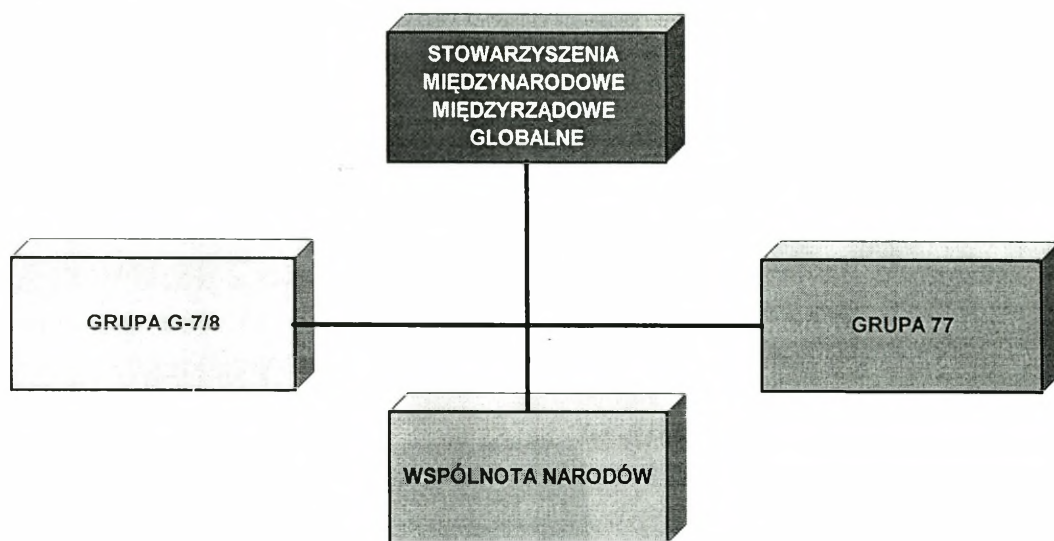 STOWARZYSZENIA
MIĘDZYNARODOWE
MIĘDZYRZĄDOWE
GLOBALNE
GRUPA G-7/8
GRUPA 77
WSPÓLNOTA NARODÓW